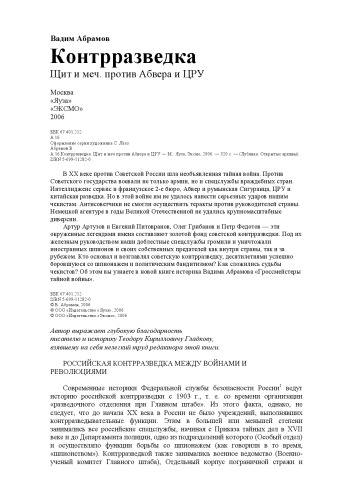 Вадим Абрамов
Контрразведка
Щит и меч. против Абвера и ЦРУ
Москва
«Яуза»
«ЭКСМО»
2006
ББК 67.401.212
А 16
Оформление серии художника С. Ляха
Абрамов В
А 16 Контрразведка. Щит и меч против Абвера и ЦРУ — М.: Яуза, Эксмо, 2006. — 520 с. — (Лубянка. Открытые архивы).
ISBN 5-699-11282-0
В XX веке против Советской России шла необъявленная тайная война. Против
Советского государства воевали не только армии, но и спецслужбы враждебных стран.
Интеллидженс сервис и французское 2-е бюро, Абвер и румынская Сигуранца, ЦРУ и
китайская разведка. Но в этой войне им не удалось нанести серьезных ударов нашим
чекистам. Антисоветчики не смогли осуществить теракты против руководителей страны.
Немецкой агентуре в годы Великой Отечественной не удались крупномасштабные
диверсии.
Артур Артузов и Евгений Питовранов, Олег Грибанов и Петр Федотов — эти
окруженные легендами имена составляют золотой фонд советской контрразведки. Под их
железным руководством наши доблестные спецслужбы громили и уничтожали
иностранных шпионов и своих собственных предателей как внутри страны, так и за
рубежом. Кто основал и возглавлял советскую контрразведку, десятилетиями успешно
боровшуюся со шпионажем и политическим бандитизмом? Как сложились судьбы
чекистов? Об этом вы узнаете в новой книге историка Вадима Абрамова «Гроссмейстеры
тайной войны».
ББК 67.401.212
ISBN 5-699-11282-0
© В. Абрамов, 2006
© ООО «Издательство «Яуза», 2006
© ООО «Издательство «Эксмо», 2006
Автор выражает глубокую благодарность
писателю и историку Теодору Кирилловичу Гладкову,
взявшему на себя нелегкий труд редактора этой книги
РОССИЙСКАЯ КОНТРРАЗВЕДКА МЕЖДУ ВОЙНАМИ И
РЕВОЛЮЦИЯМИ
Современные историки Федеральной службы безопасности России¹ ведут
историю российской контрразведки с 1903 г., т. е. со времени организации
«разведочного отделения при Главном штабе». Из этого факта, однако, не
следует, что до начала XX века в России не было учреждений, выполнявших
контрразведывательные функции. Этим в большей или меньшей степени
занимались все российские спецслужбы, начиная с Приказа тайных дел в XVII
веке и до Департамента полиции, одно из подразделений которого (Особый отдел)
и осуществляло функции борьбы со шпионажем (как говорили в то время,
«шпионством»). Контрразведкой также занимались военное ведомство (Военно-
ученый комитет Главного штаба), Отдельный корпус пограничной стражи и